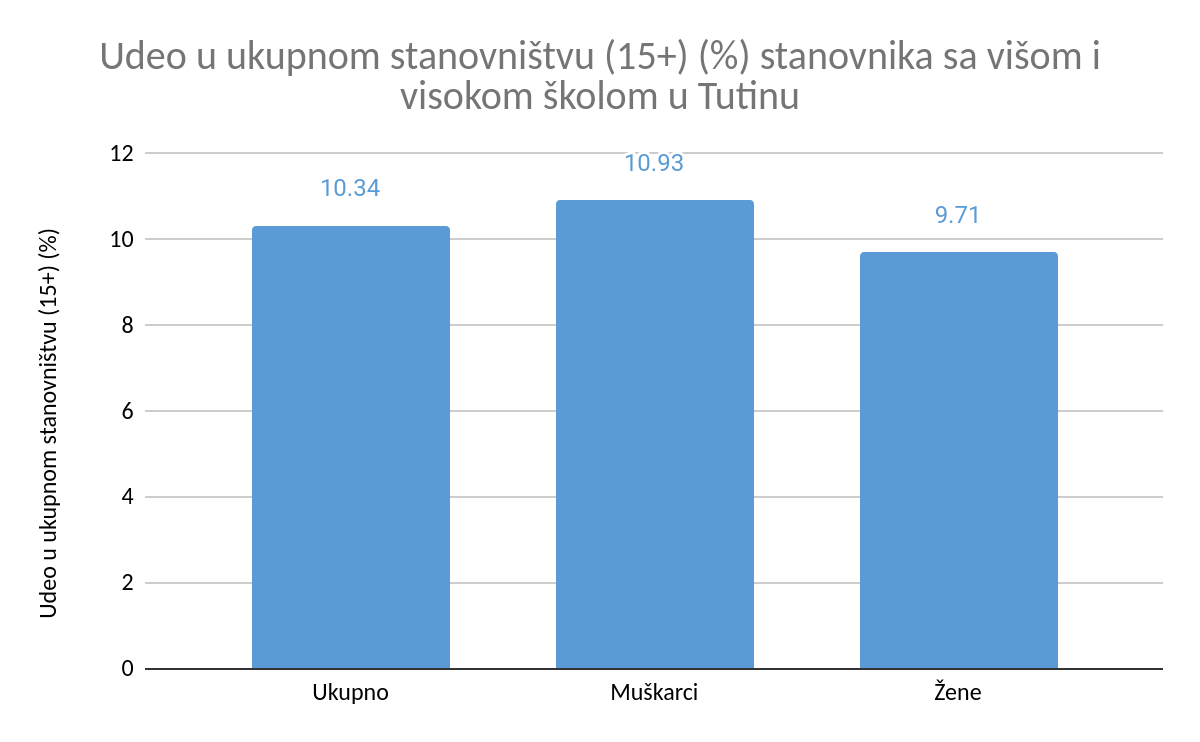 Udeo u ukupnom stanovništvu (15+) (%) stanovnika sa višom i
visokom školom u Tutinu
Udeo u ukupnom stanovništvu (15+) (%)
12
10
8
6
4
2
0
10.34
10.93
9.71
Ukupno
Muškarci
Žene